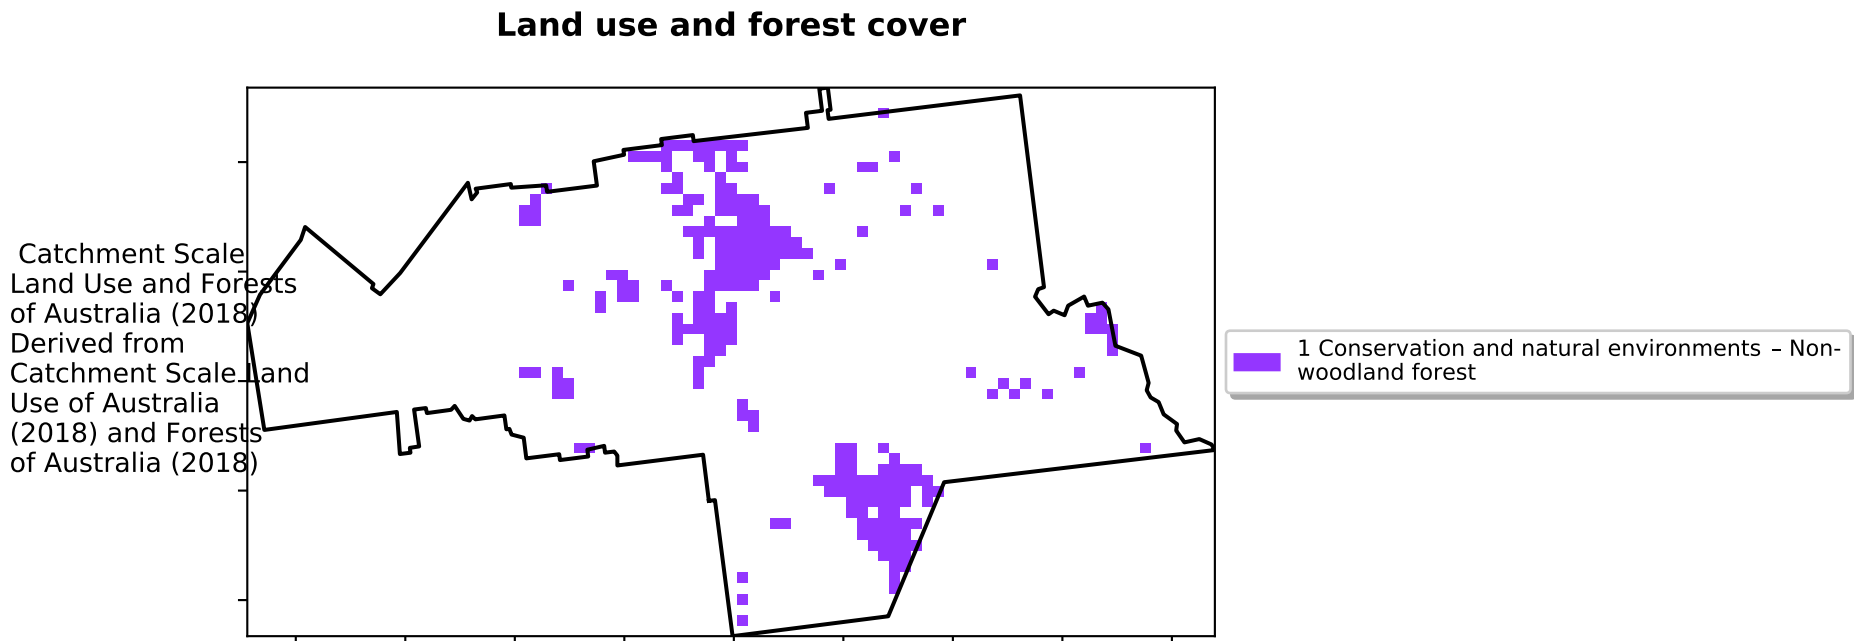 Land use and forest cover
Catchment Scale
Land Use and Forests
of Australia (2018)
Derived from
Catchment Scale Land
Use of Australia
(2018) and Forests
of Australia (2018)
1 Conservation and natural environments – Non-
woodland forest